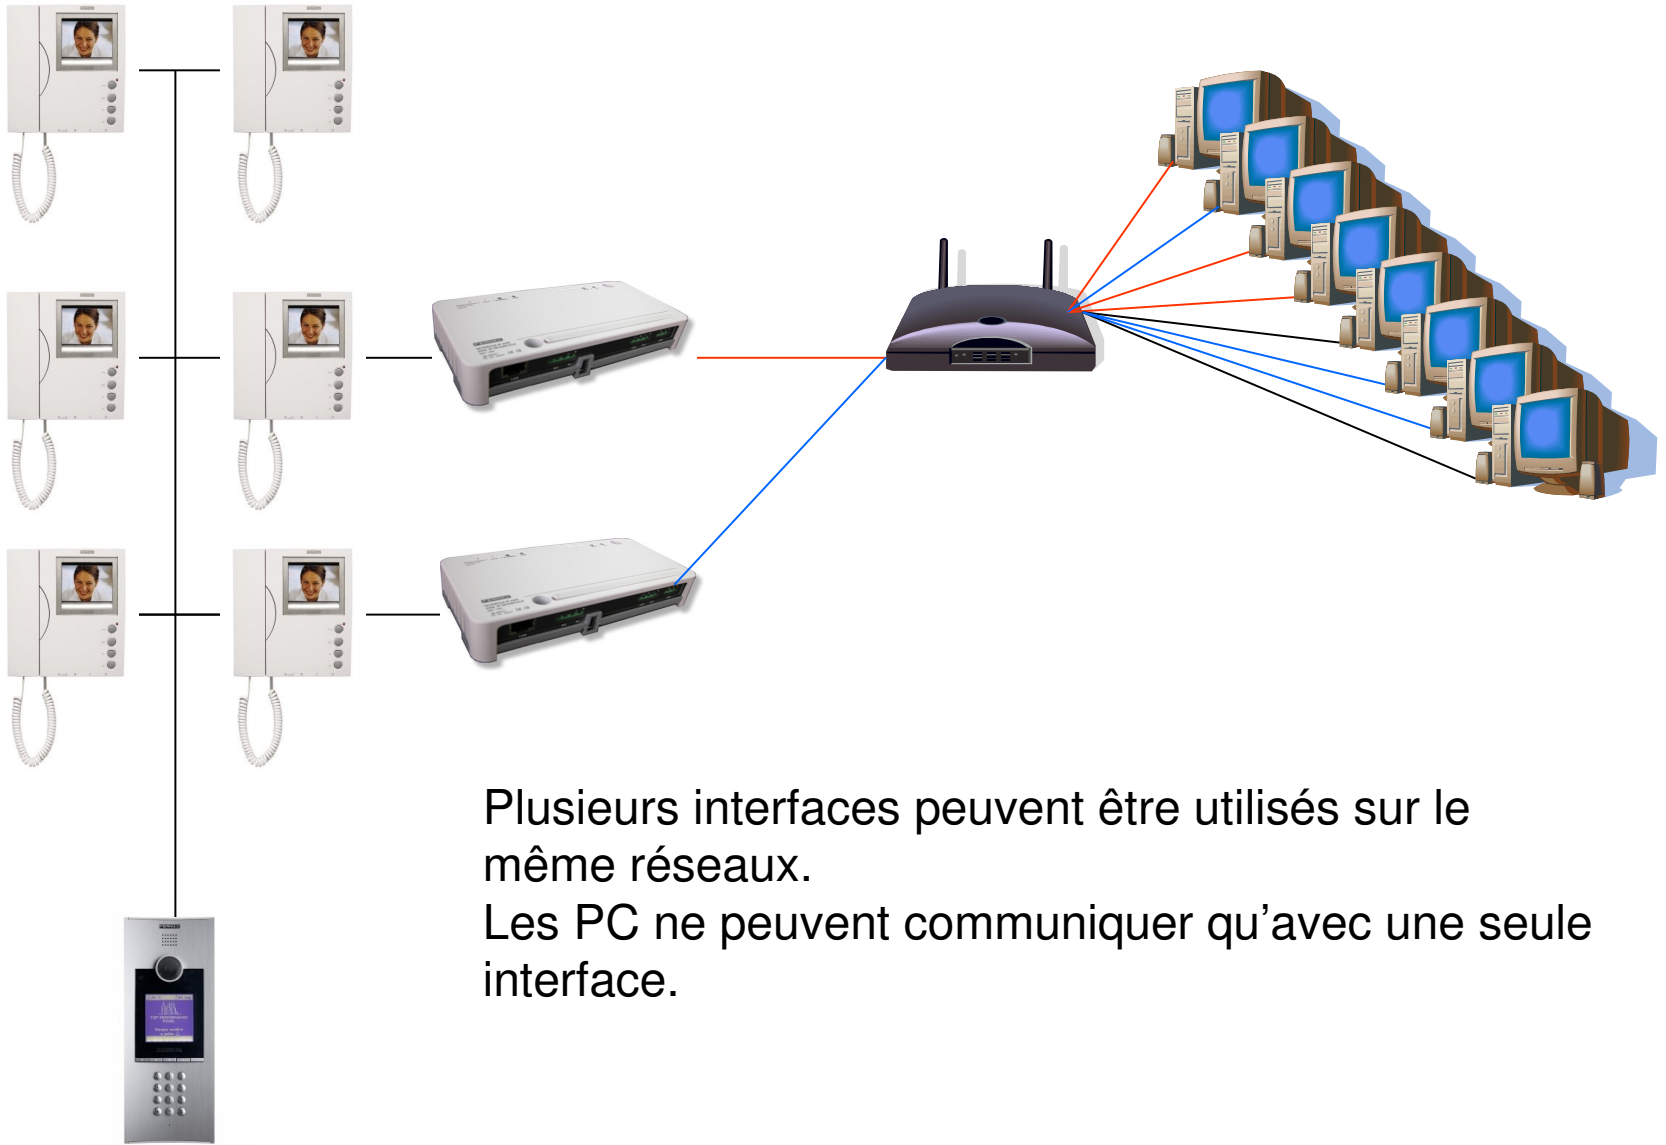 Plusieurs interfaces peuvent être utilisés sur le
même réseaux.
Les PC ne peuvent communiquer qu’avec une seule
interface.